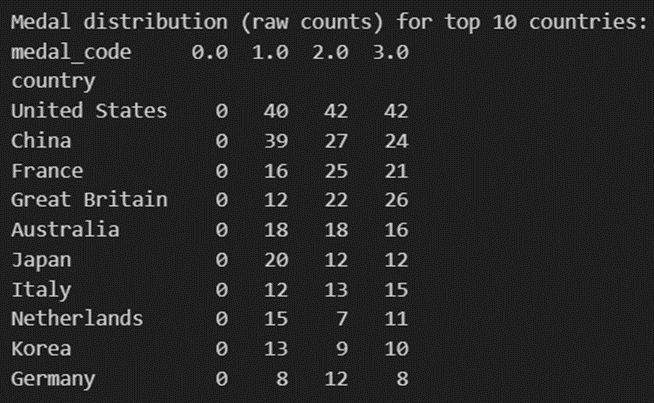 Medal distribution (raw counts) for top 10 countries:
medal_code     0.0  1.0  2.0  3.0
country
United States    0   40   42   42
China            0   39   27   24
France           0   16   25   21
Great Britain    0   12   22   26
Australia        0   18   18   16
Japan            0   20   12   12
Italy            0   12   13   15
Netherlands      0   15    7   11
Korea            0   13    9   10
Germany          0    8   12    8